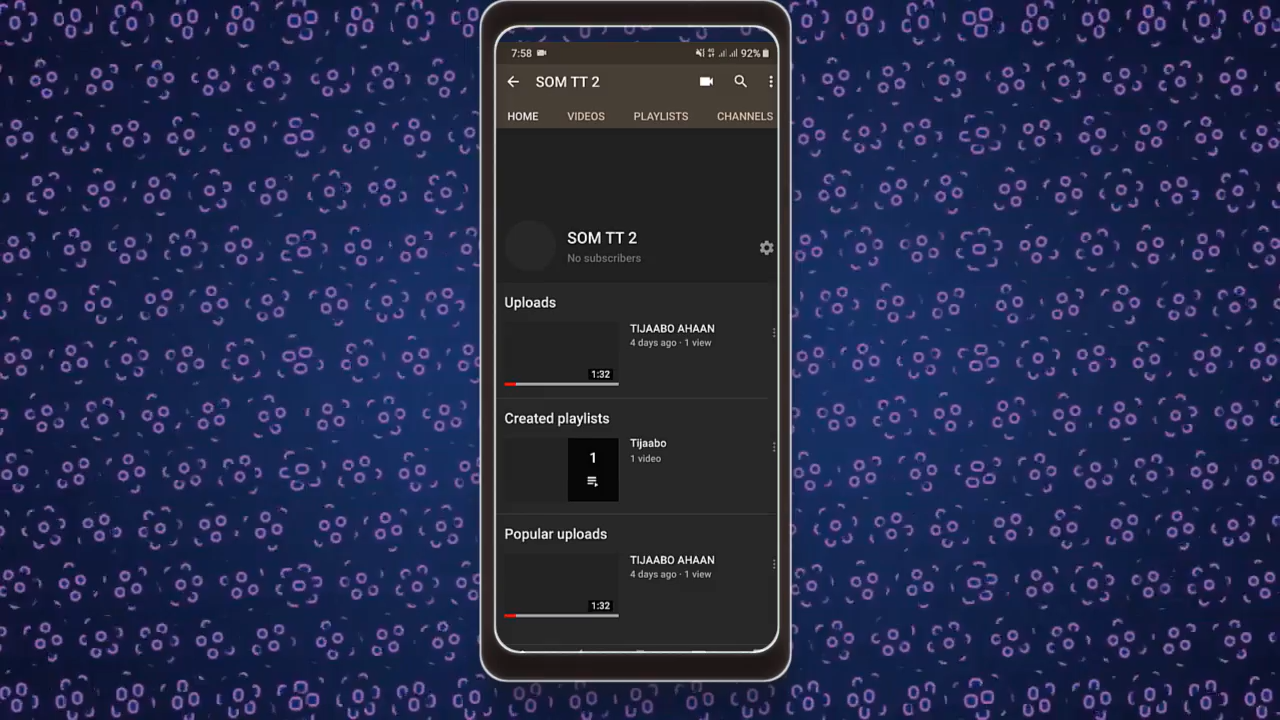 7:58 92%
SOM TT 2
HOME VIDEOS PLAYLISTS CHANNELS
SOM TT 2
No subscribers
Uploads
TIJAABO AHAAN
4 days ago · 1 view
1:32
Created playlists
Tijaabo
1 video
1
Popular uploads
TIJAABO AHAAN
4 days ago · 1 view
1:32